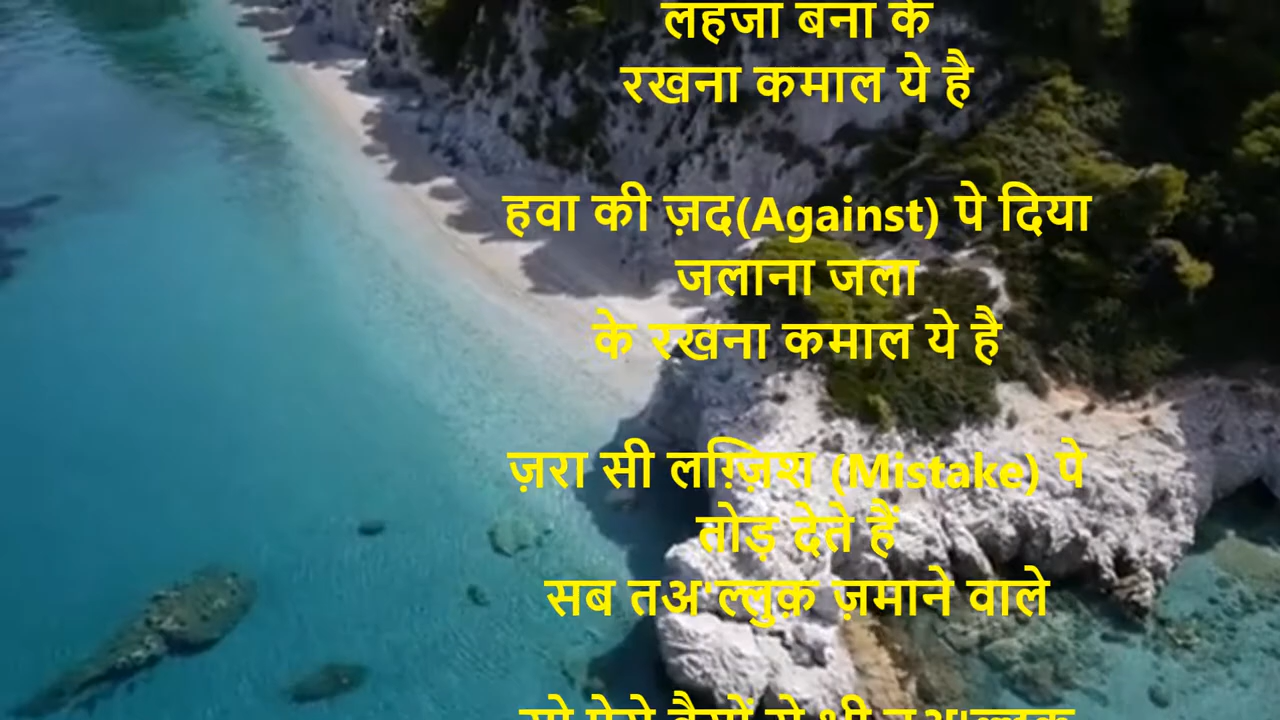 लहजा बना के
रखना कमाल ये है
हवा की ज़द(Against) पे दिया
जलाना जला
के रखना कमाल ये है
ज़रा सी लग़्ज़िश (Mistake) पे
तोड़ देते हैं
सब तअ'ल्लुक़ ज़माने वाले